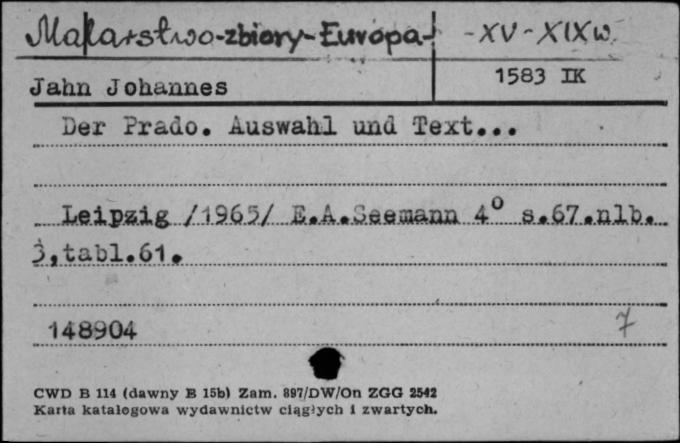 Malarstwo-zbiory-Europa- -XV-XIXw.
Jahn Johannes
1583 IK
Der Prado. Auswahl und Text...
Leipzig /1965/ E.A.Seemann 4° s.67.nlb.
3,tabl.61.
148904
7
CWD B 114 (dawny B 15b) Zam. 897/DW/On ZGG 2542
Karta katalogowa wydawnictw ciągłych i zwartych.